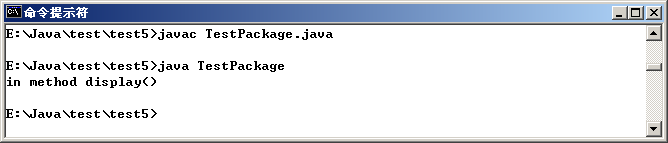 命令提示符
E:\Java\test\test5>javac TestPackage.java
E:\Java\test\test5>java TestPackage
in method display()
E:\Java\test\test5>